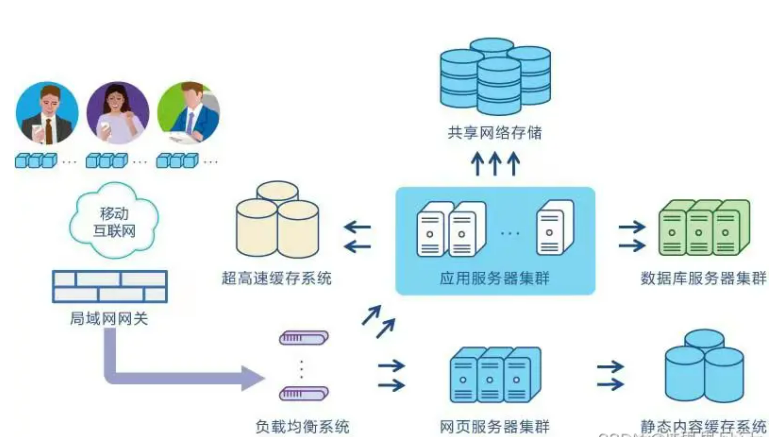 共享网络存储
移动
互联网
超高速缓存系统
应用服务器集群
数据库服务器集群
局域网网关
负载均衡系统
网页服务器集群
静态内容缓存系统